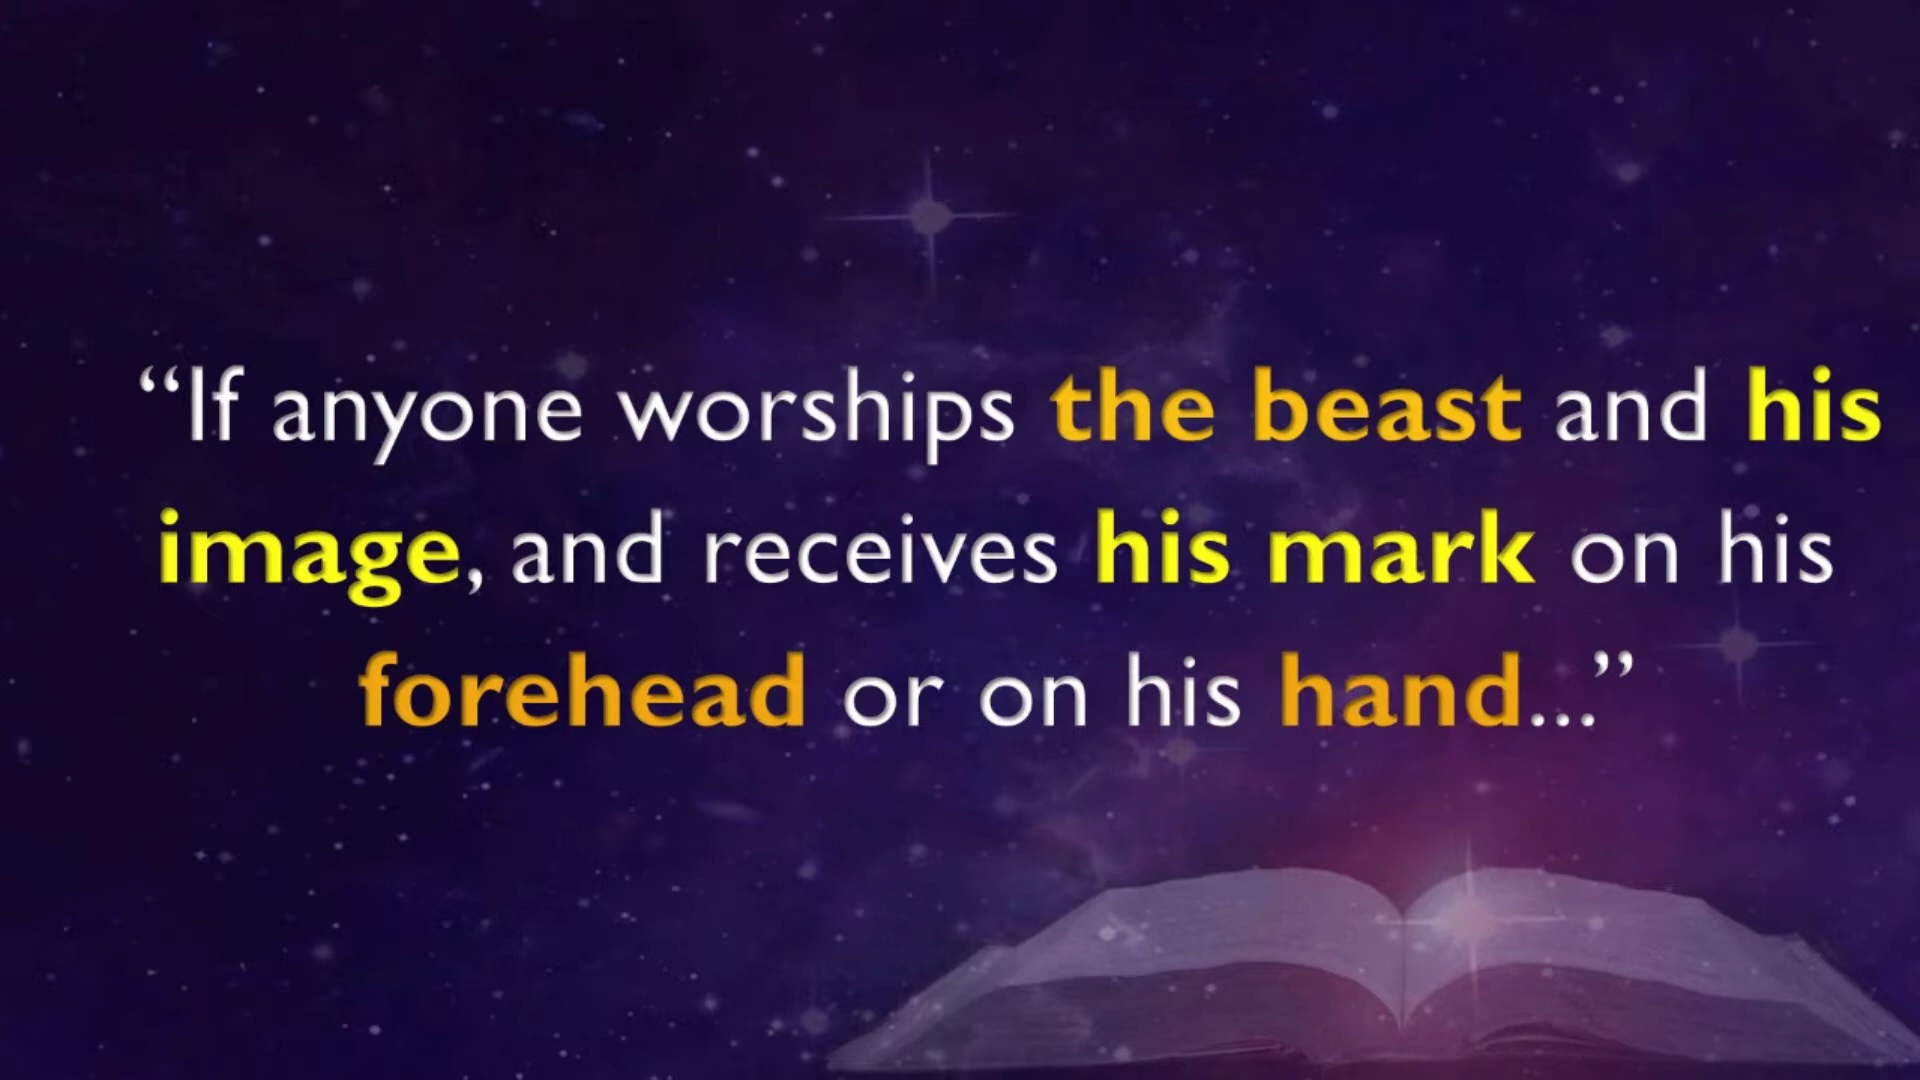 “If anyone worships the beast and his
image, and receives his mark on his
forehead or on his hand...”